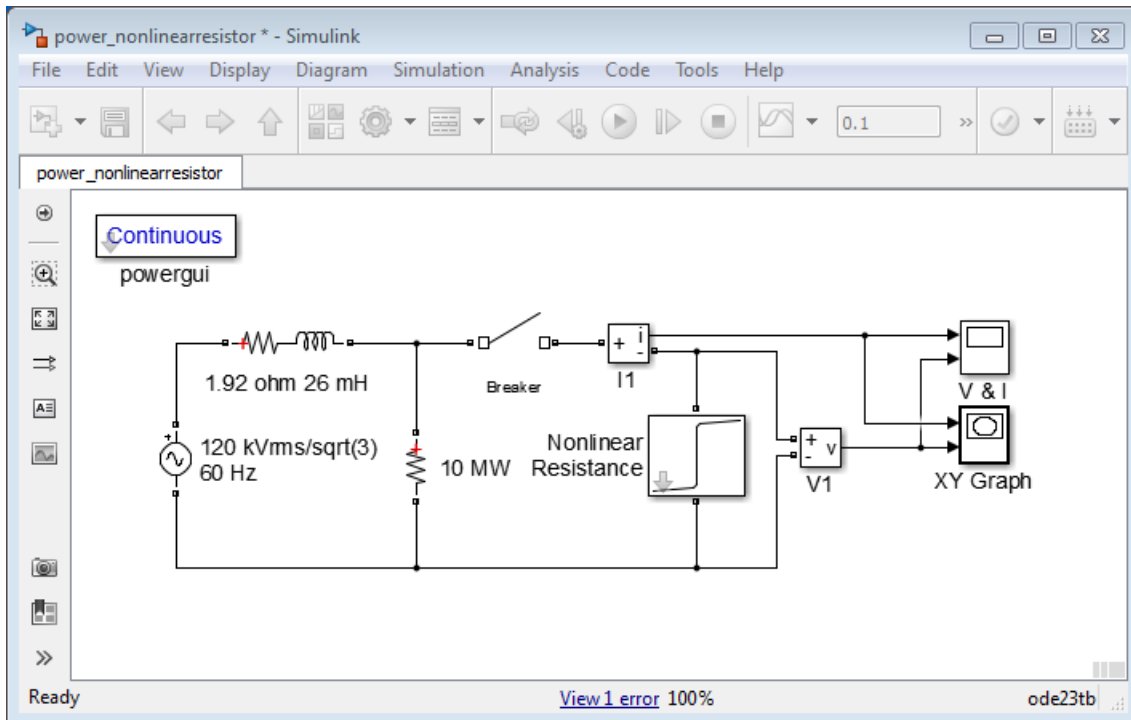 power_nonlinearresistor * - Simulink
File Edit View Display Diagram Simulation Analysis Code Tools Help
0.1
power_nonlinearresistor
Continuous
powergui
1.92 ohm 26 mH
Breaker
i
+
-
I1
V & I
120 kVrms/sqrt(3)
60 Hz
+
10 MW
Nonlinear
Resistance
+
-
v
V1
XY Graph
Ready
View 1 error 100%
ode23tb